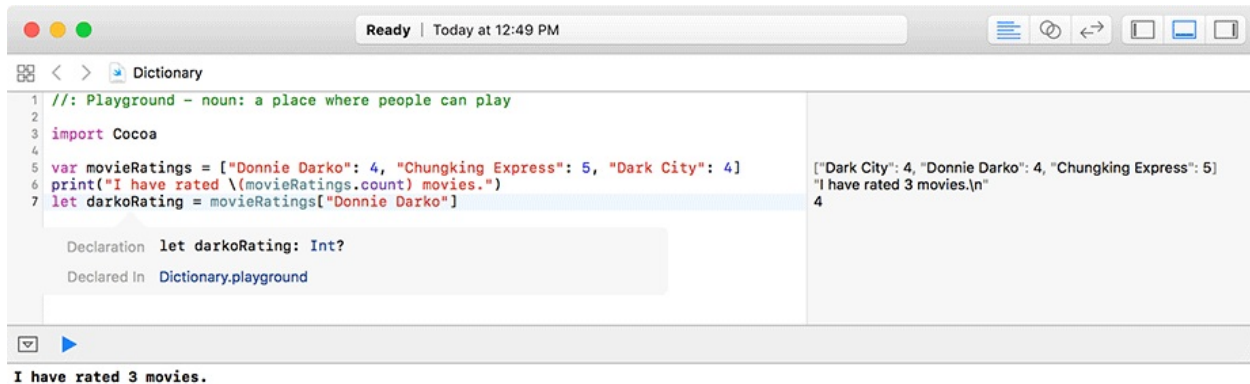 Ready | Today at 12:49 PM
Dictionary
1 //: Playground – noun: a place where people can play
2
3 import Cocoa
4
5 var movieRatings = ["Donnie Darko": 4, "Chungking Express": 5, "Dark City": 4]
["Dark City": 4, "Donnie Darko": 4, "Chungking Express": 5]
6 print("I have rated \(movieRatings.count) movies.")
"I have rated 3 movies.\n"
7 let darkoRating = movieRatings["Donnie Darko"]
4
Declaration let darkoRating: Int?
Declared In Dictionary.playground
I have rated 3 movies.